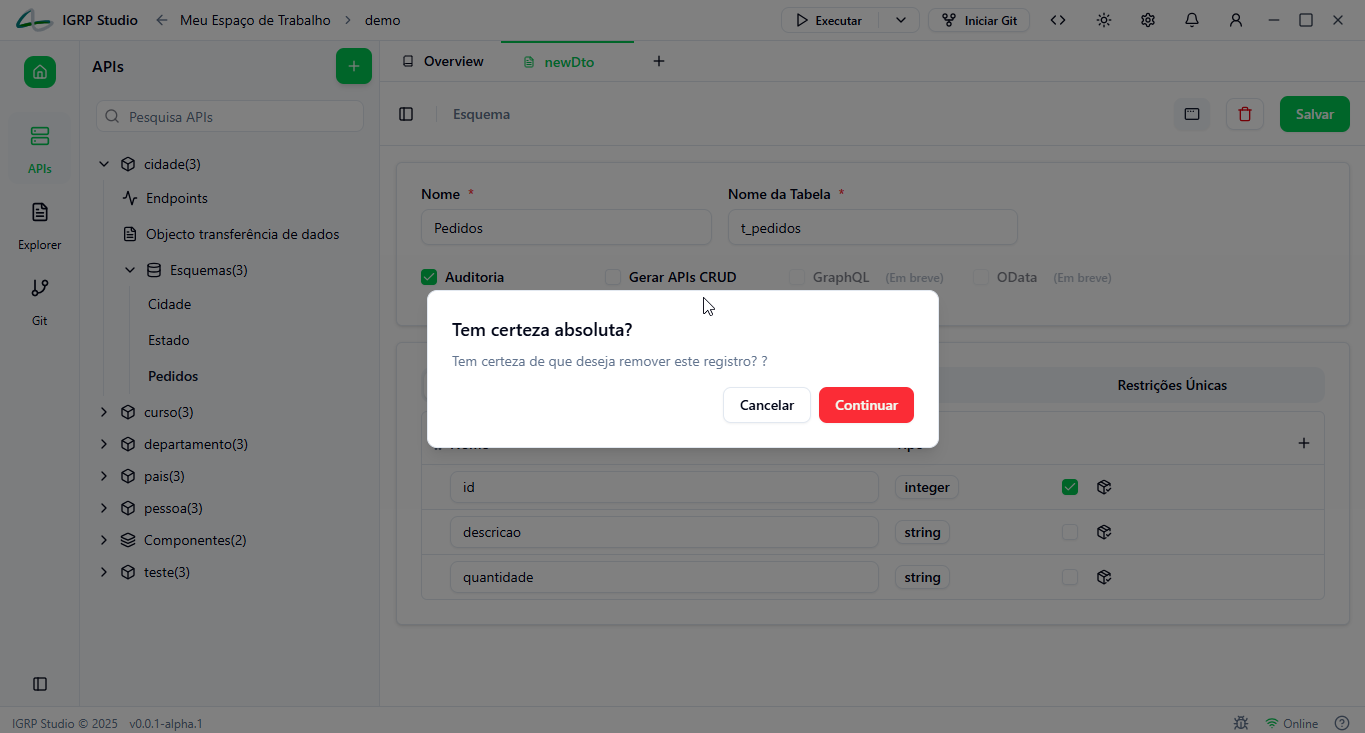 IGRP Studio
Meu Espaço de Trabalho
demo
Executar
Iniciar Git
APIs
Explorer
Git
APIs
Pesquisa APIs
cidade(3)
Endpoints
Objecto transferência de dados
Esquemas(3)
Cidade
Estado
Pedidos
curso(3)
departamento(3)
pais(3)
pessoa(3)
Componentes(2)
teste(3)
Overview
newDto
Esquema
Salvar
Nome *
Nome da Tabela *
Pedidos
t_pedidos
Auditoria
Gerar APIs CRUD
GraphQL (Em breve)
OData (Em breve)
Tem certeza absoluta?
Tem certeza de que deseja remover este registro? ?
Cancelar
Continuar
Restrições Únicas
id
integer
descricao
string
quantidade
string
IGRP Studio © 2025 v0.0.1-alpha.1
Online